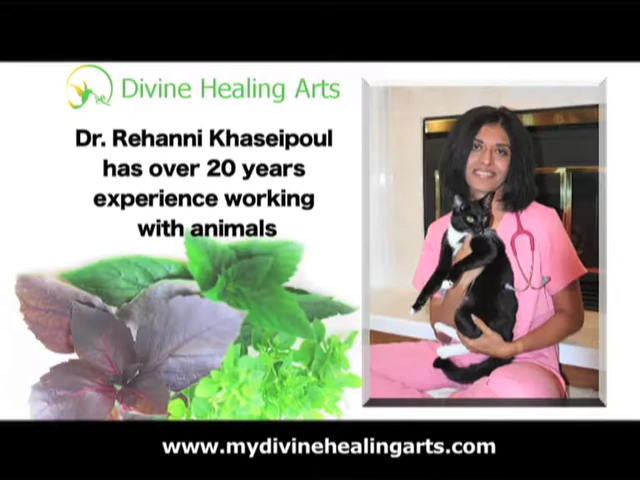 Divine Healing Arts
Dr. Rehanni Khaseipoul
has over 20 years
experience working
with animals
www.mydivinehealingarts.com